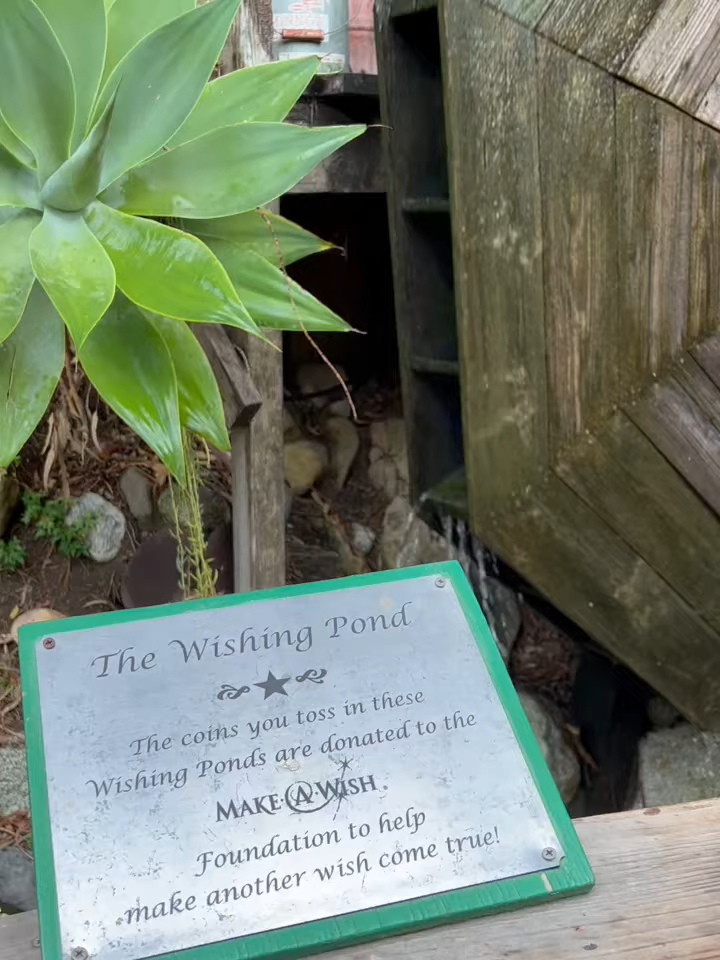 The Wishing Pond
The coins you toss in these
Wishing Ponds are donated to the
MAKE-A-WISH
Foundation to help
make another wish come true!